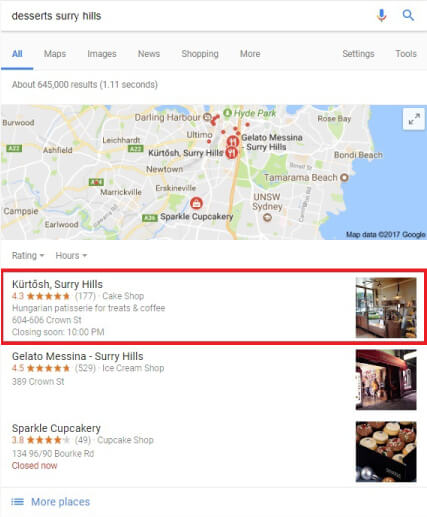 desserts surry hills
All Maps Images News Shopping More Settings Tools
About 645,000 results (1.11 seconds)
Hyde Park
Darling Harbour
Rose Bay
Burwood
A22
Leichhardt
Ultimo
Gelato Messina
- Surry Hills
A22
Ashfield
Kürtősh, Surry Hills
Bondi Beach
Newtown
Marrickville
Erskineville
Tamarama Beach
UNSW
Sydney
Campsie
Earlwood
A36
Sparkle Cupcakery
Map data ©2017 Google
Rating Hours
Kürtősh, Surry Hills
4.3 (177) · Cake Shop
Hungarian patisserie for treats & coffee
604-606 Crown St
Closing soon: 10:00 PM
Gelato Messina - Surry Hills
4.5 (529) · Ice Cream Shop
389 Crown St
Sparkle Cupcakery
3.8 (49) · Cupcake Shop
134 96/90 Bourke Rd
Closed now
More places